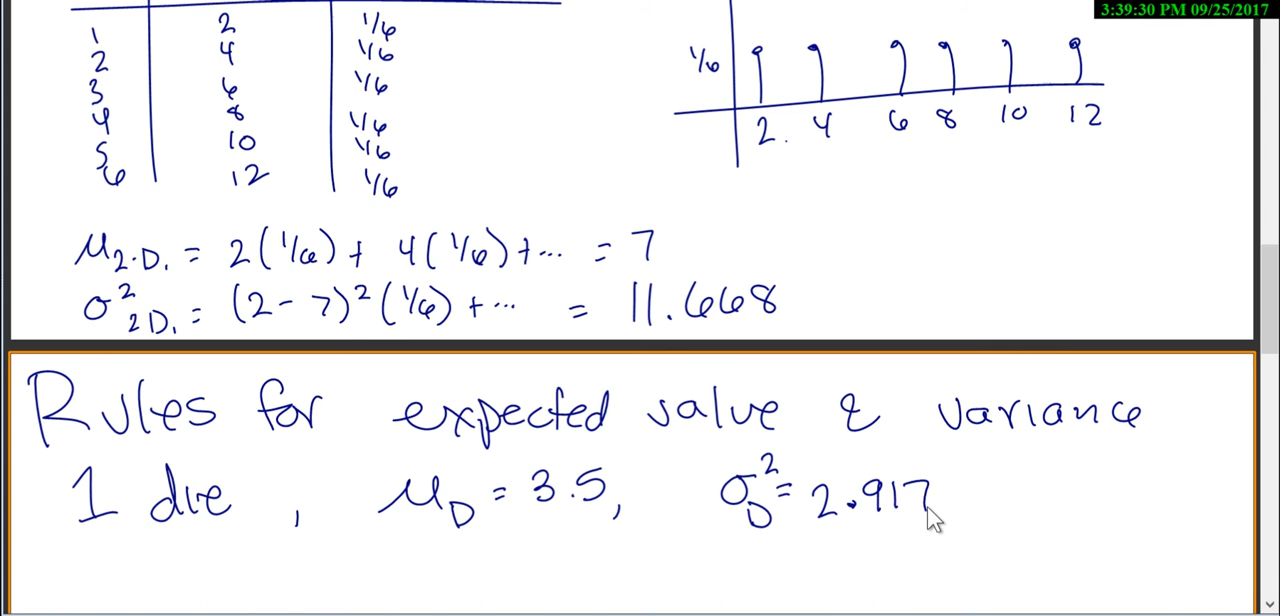 3:39:30 PM 09/25/2017
1 2 1/6
2 4 1/6
3 6 1/6
4 8 1/6
5 10 1/6
6 12 1/6
1/6
2. 4 6 8 10 12
μ2·D. = 2(1/6) + 4(1/6) + ... = 7
σ²2D. = (2 - 7)²(1/6) + ... = 11.668
Rules for expected value & variance
1 die, μD = 3.5, σD² = 2.917